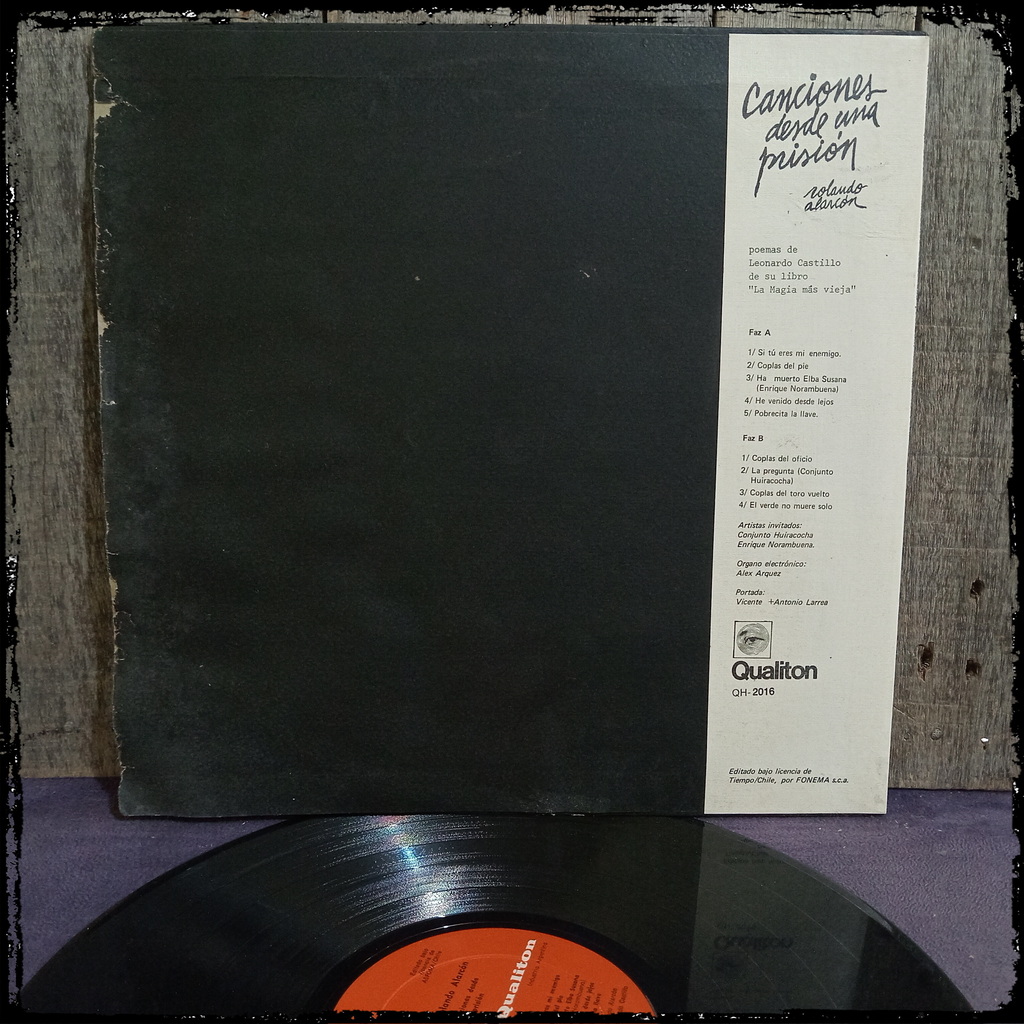 Canciones
desde una
prisión
rolando
alarcón
poemas de
Leonardo Castillo
de su libro
"La Magia más vieja"
Faz A
1/ Si tú eres mi enemigo.
2/ Coplas del pie
3/ Ha muerto Elba Susana
(Enrique Norambuena)
4/ He venido desde lejos
5/ Pobrecita la llave.
Faz B
1/ Coplas del oficio
2/ La pregunta (Conjunto
Huiracocha)
3/ Coplas del toro vuelto
4/ El verde no muere solo
Artistas invitados:
Conjunto Huiracocha
Enrique Norambuena.
Organo electrónico:
Alex Arquez
Portada:
Vicente +Antonio Larrea
Qualiton
QH-2016
Editado bajo licencia de
Tiempo/Chile, por FONEMA s.c.a.
Qualiton
Industria Argentina
Alarcón